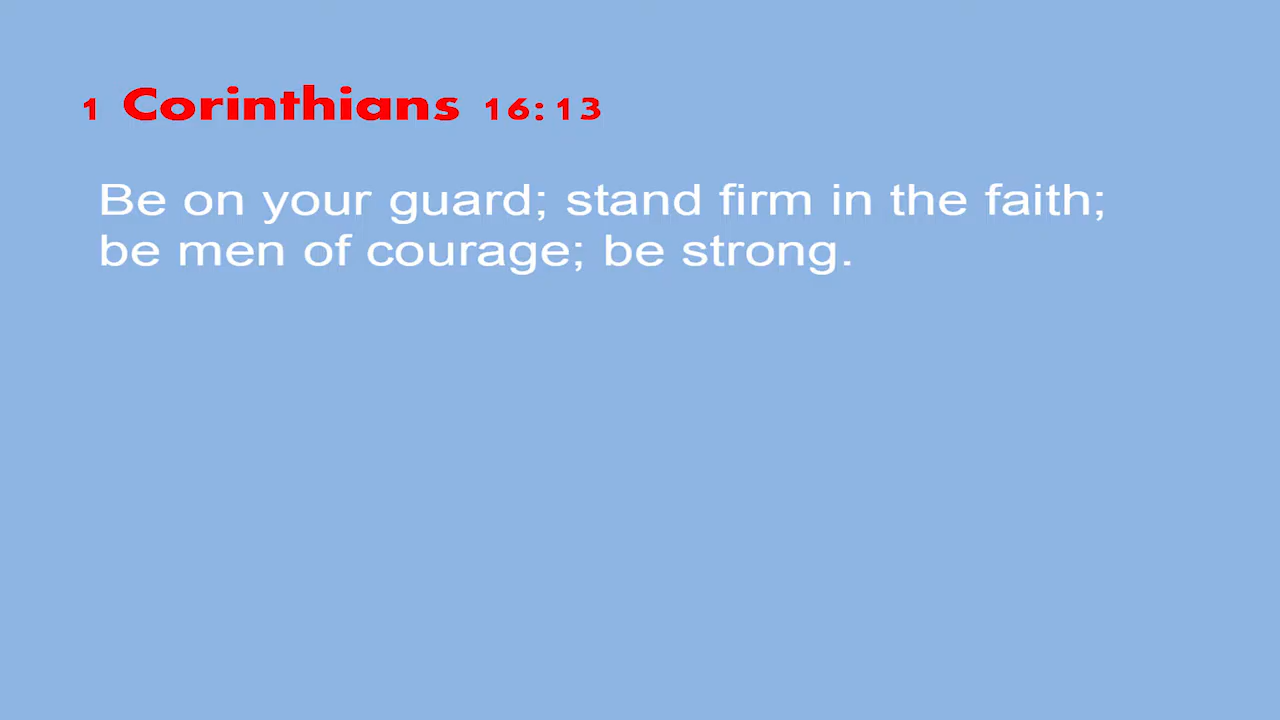 1 Corinthians 16:13
Be on your guard; stand firm in the faith;
be men of courage; be strong.